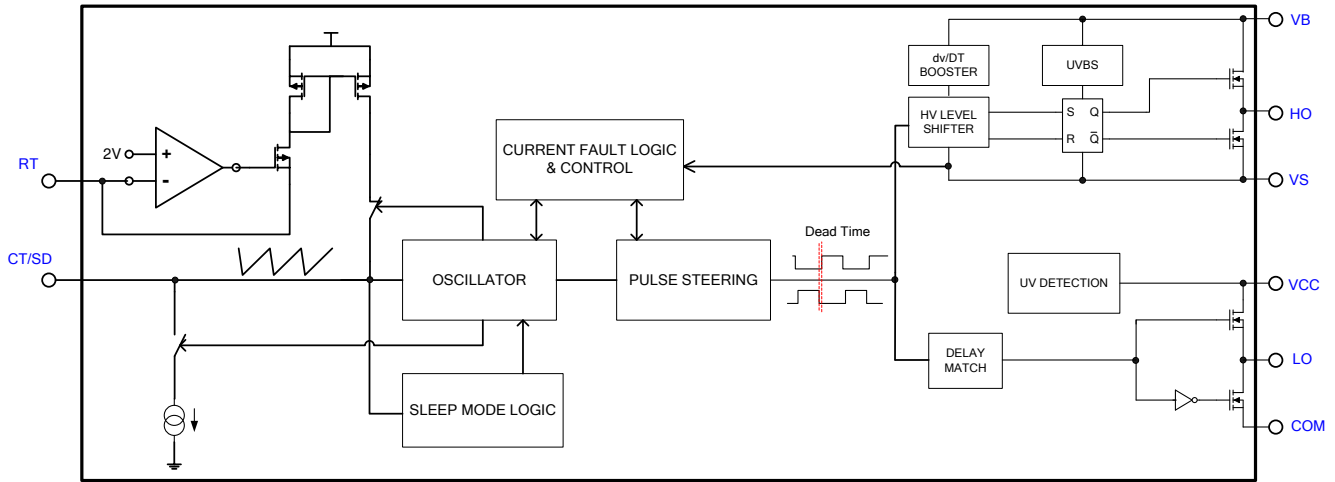 VB
dv/DT
BOOSTER
UVBS
HV LEVEL
SHIFTER
S Q
R Q̅
HO
2V
+
-
RT
CURRENT FAULT LOGIC
& CONTROL
VS
Dead Time
CT/SD
OSCILLATOR
PULSE STEERING
UV DETECTION
VCC
DELAY
MATCH
LO
SLEEP MODE LOGIC
COM